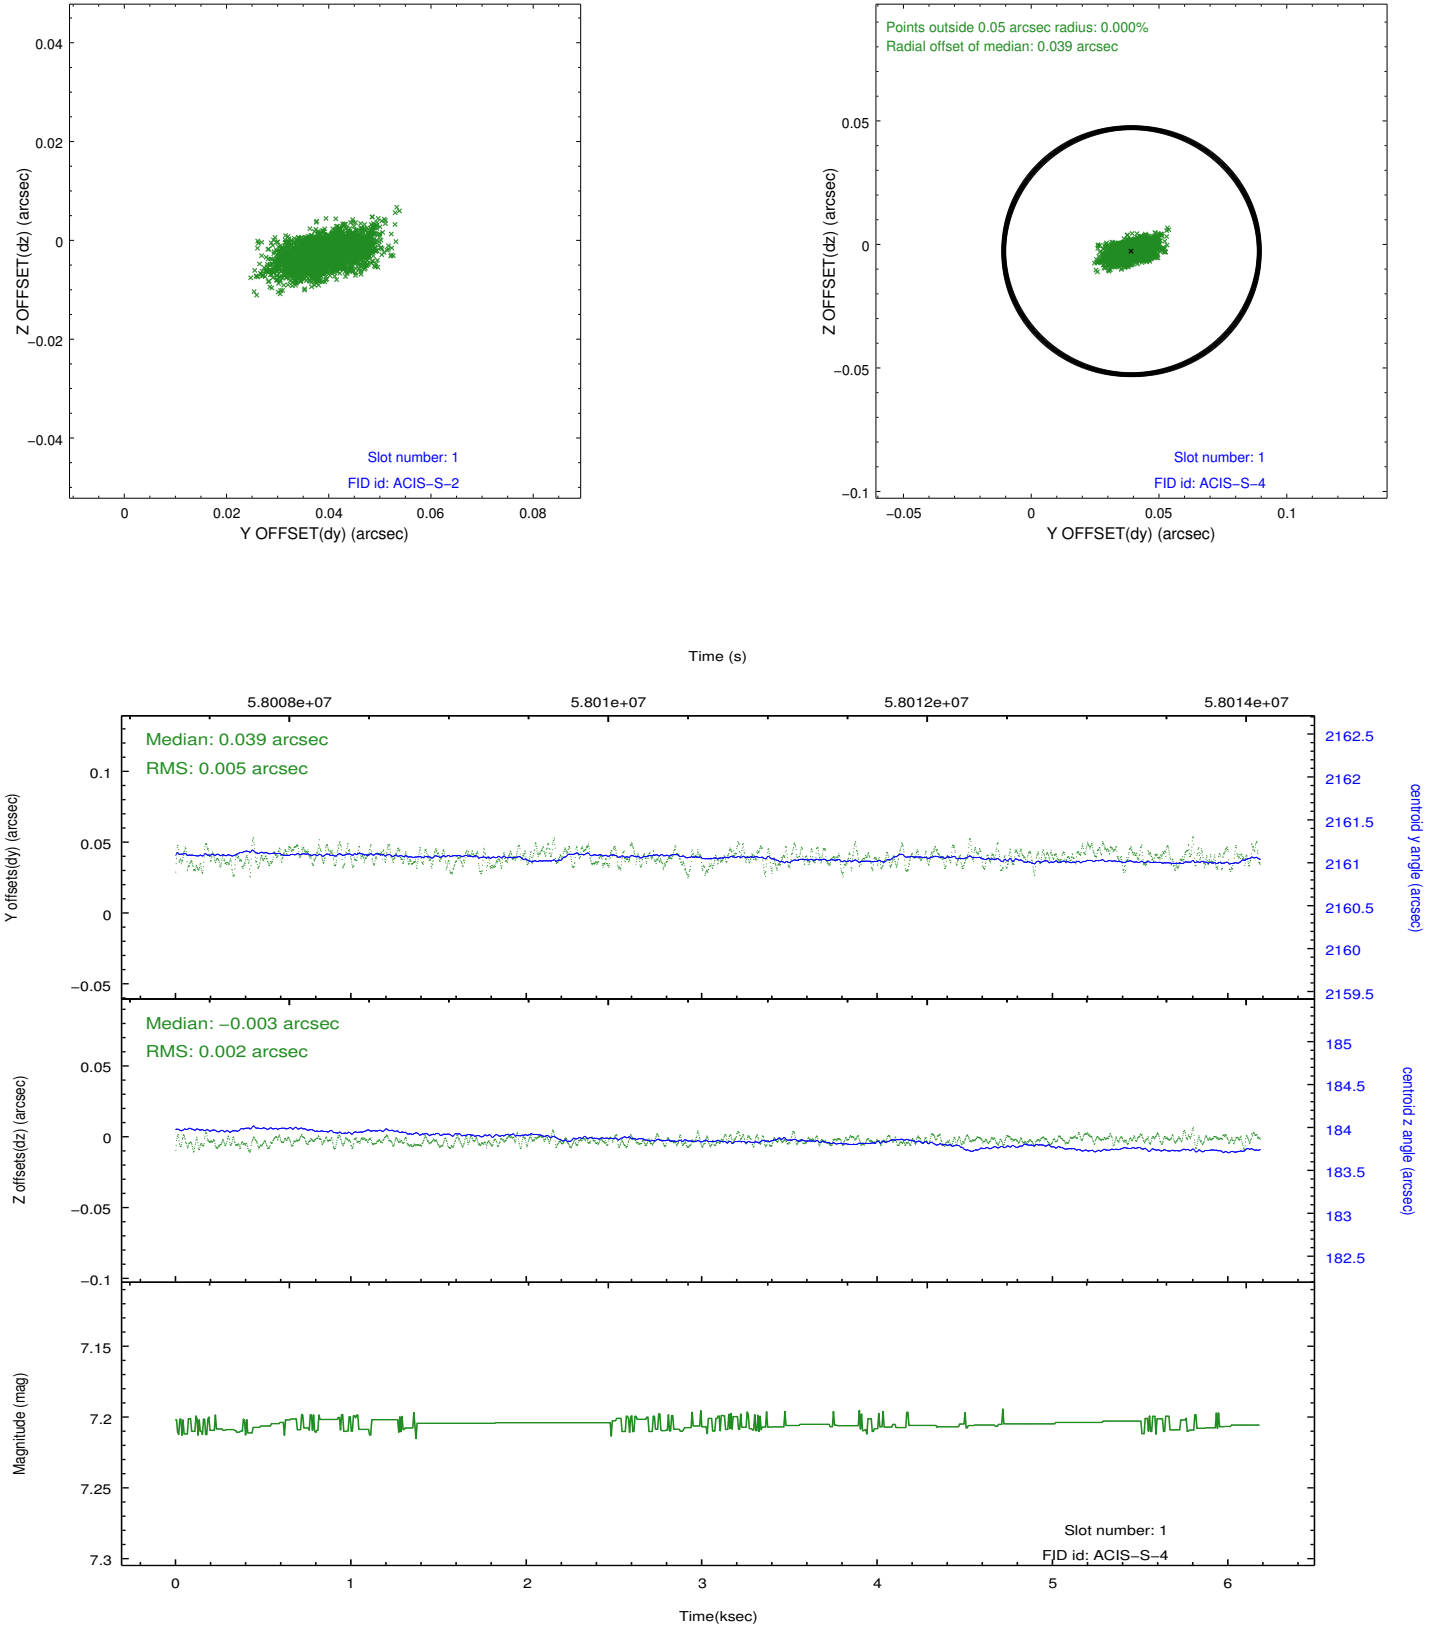 0.04
0.02
0
−0.02
−0.04
Z OFFSET(dz) (arcsec)
Slot number: 1
FID id: ACIS−S−2
0
0.02
0.04
0.06
0.08
Y OFFSET(dy) (arcsec)
Points outside 0.05 arcsec radius: 0.000%
Radial offset of median: 0.039 arcsec
0.05
0
−0.05
−0.1
Z OFFSET(dz) (arcsec)
Slot number: 1
FID id: ACIS−S−4
−0.05
0
0.05
0.1
Y OFFSET(dy) (arcsec)
Time (s)
5.8008e+07
5.801e+07
5.8012e+07
5.8014e+07
Median: 0.039 arcsec
RMS: 0.005 arcsec
0.1
0.05
0
−0.05
Y offsets(dy) (arcsec)
2162.5
2162
2161.5
2161
2160.5
2160
2159.5
centroid y angle (arcsec)
Median: −0.003 arcsec
RMS: 0.002 arcsec
0.05
0
−0.05
−0.1
Z offsets(dz) (arcsec)
185
184.5
184
183.5
183
182.5
centroid z angle (arcsec)
7.15
7.2
7.25
7.3
Magnitude (mag)
Slot number: 1
FID id: ACIS−S−4
0
1
2
3
4
5
6
Time(ksec)